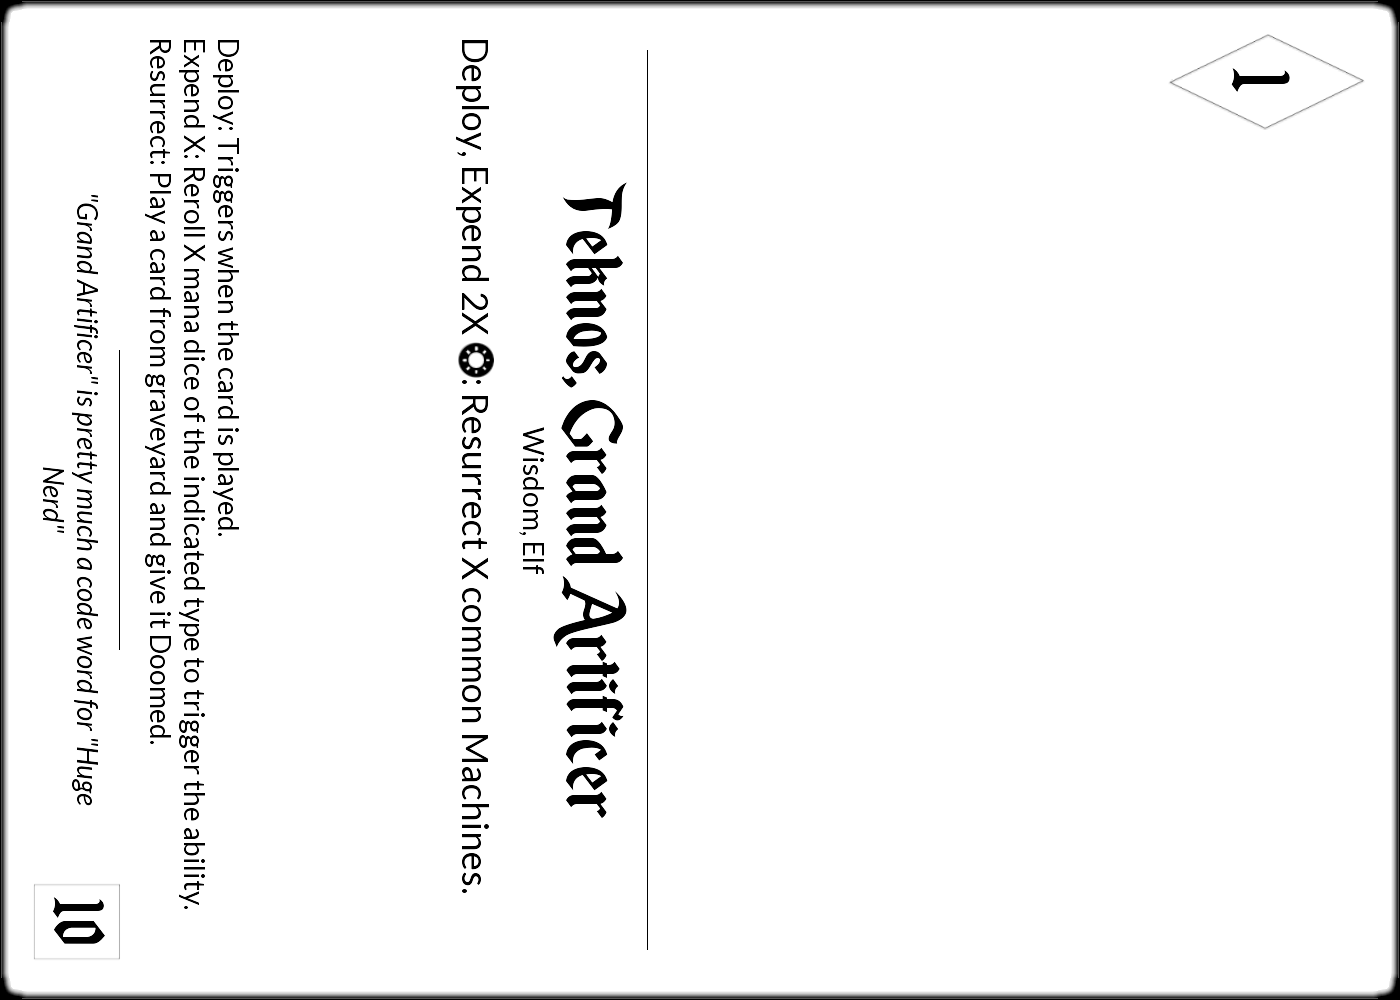 1
Teknos, Grand Artificer
Wisdom, Elf
Deploy, Expend 2X : Resurrect X common Machines.
Deploy: Triggers when the card is played.
Expend X: Reroll X mana dice of the indicated type to trigger the ability.
Resurrect: Play a card from graveyard and give it Doomed.
"Grand Artificer" is pretty much a code word for "Huge
Nerd"
10